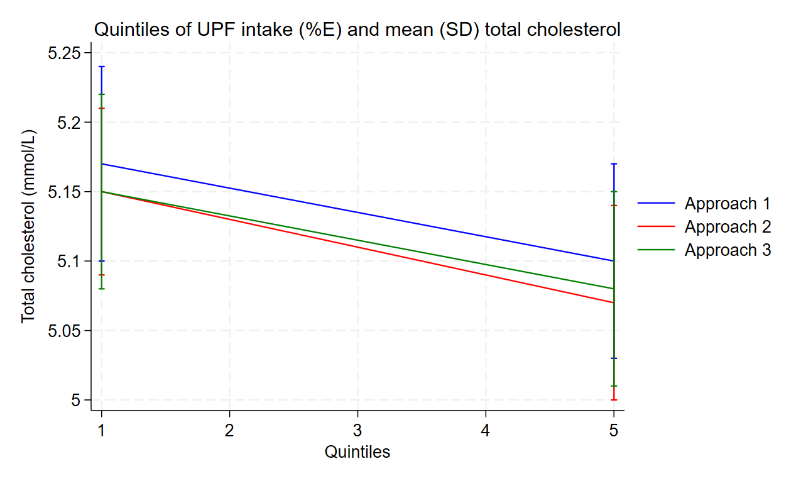 Quintiles of UPF intake (%E) and mean (SD) total cholesterol
Total cholesterol (mmol/L)
5.25
5.2
5.15
5.1
5.05
5
1 2 3 4 5
Quintiles
Approach 1
Approach 2
Approach 3